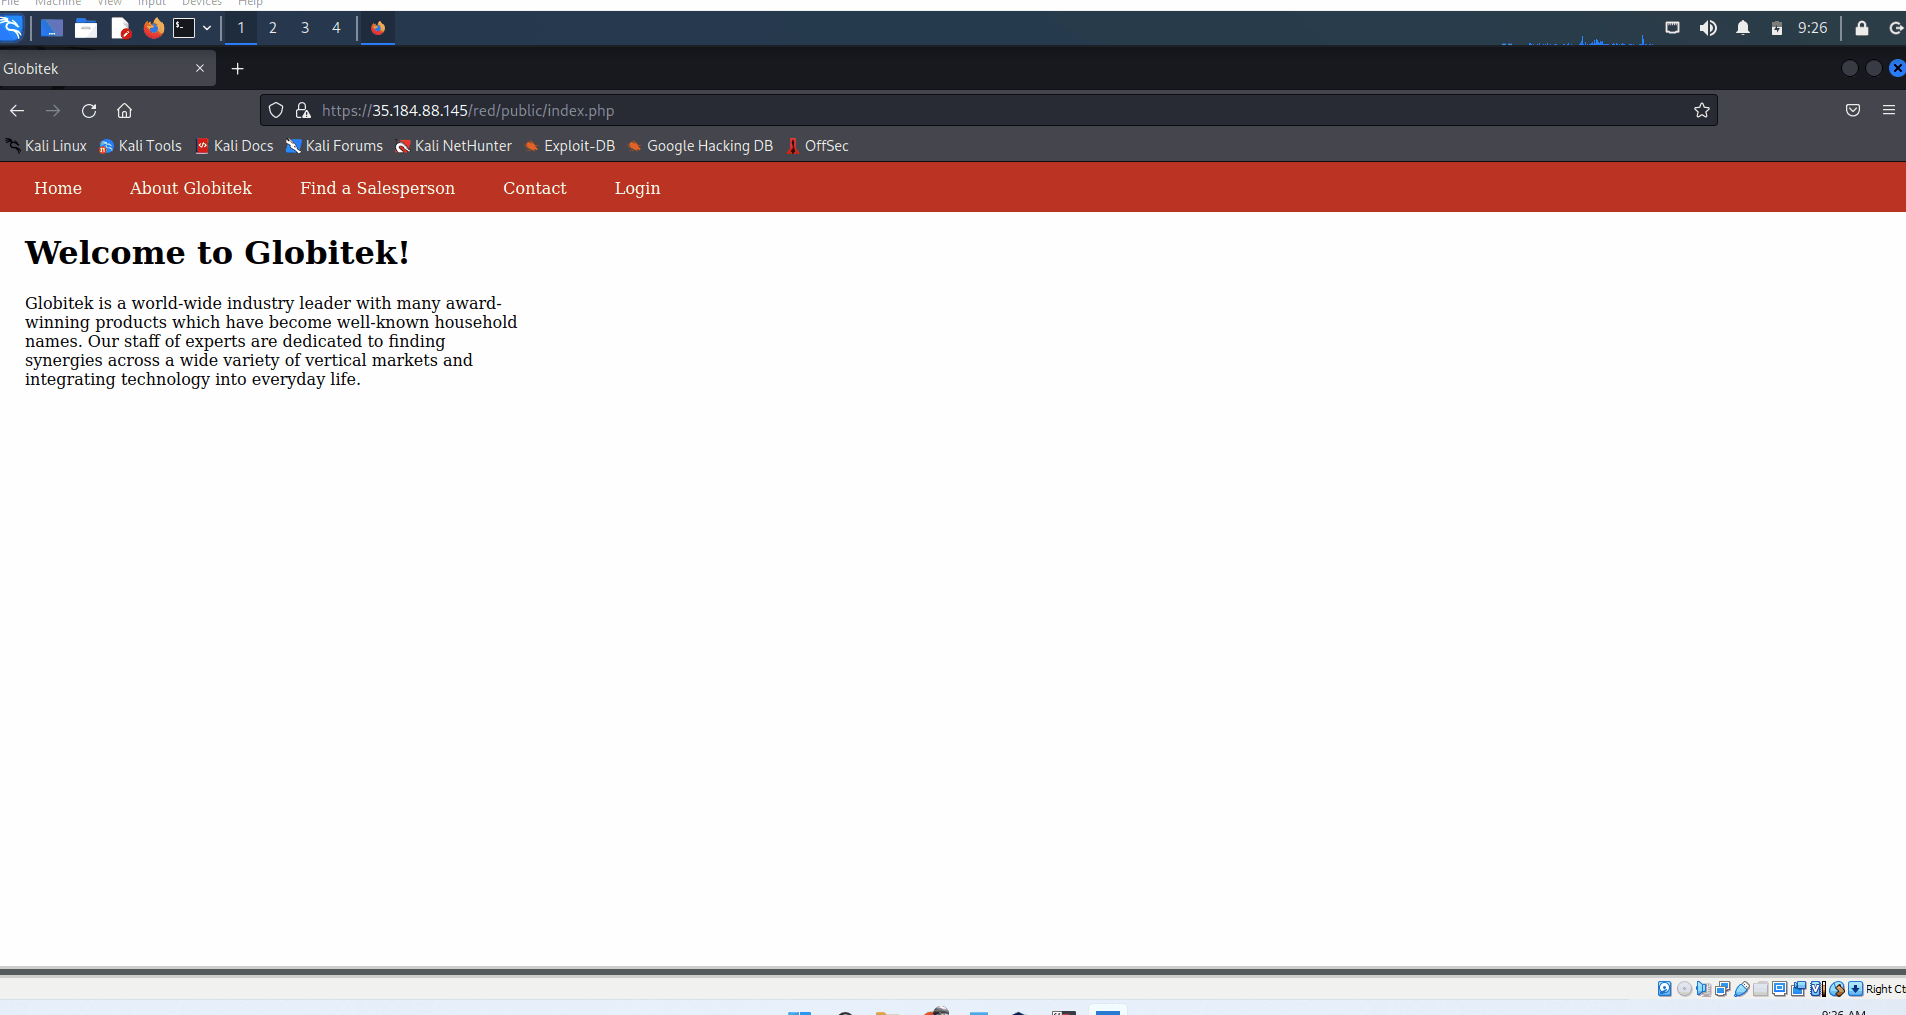 File Machine View Input Devices Help
1 2 3 4 9:26
Globitek
https://35.184.88.145/red/public/index.php
Kali Linux Kali Tools Kali Docs Kali Forums Kali NetHunter Exploit-DB Google Hacking DB OffSec
Home About Globitek Find a Salesperson Contact Login
Welcome to Globitek!
Globitek is a world-wide industry leader with many award-
winning products which have become well-known household
names. Our staff of experts are dedicated to finding
synergies across a wide variety of vertical markets and
integrating technology into everyday life.
Right Ct
9:26 AM